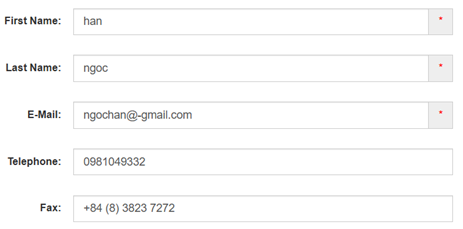 First Name: han *
Last Name: ngoc *
E-Mail: ngochan@-gmail.com *
Telephone: 0981049332
Fax: +84 (8) 3823 7272